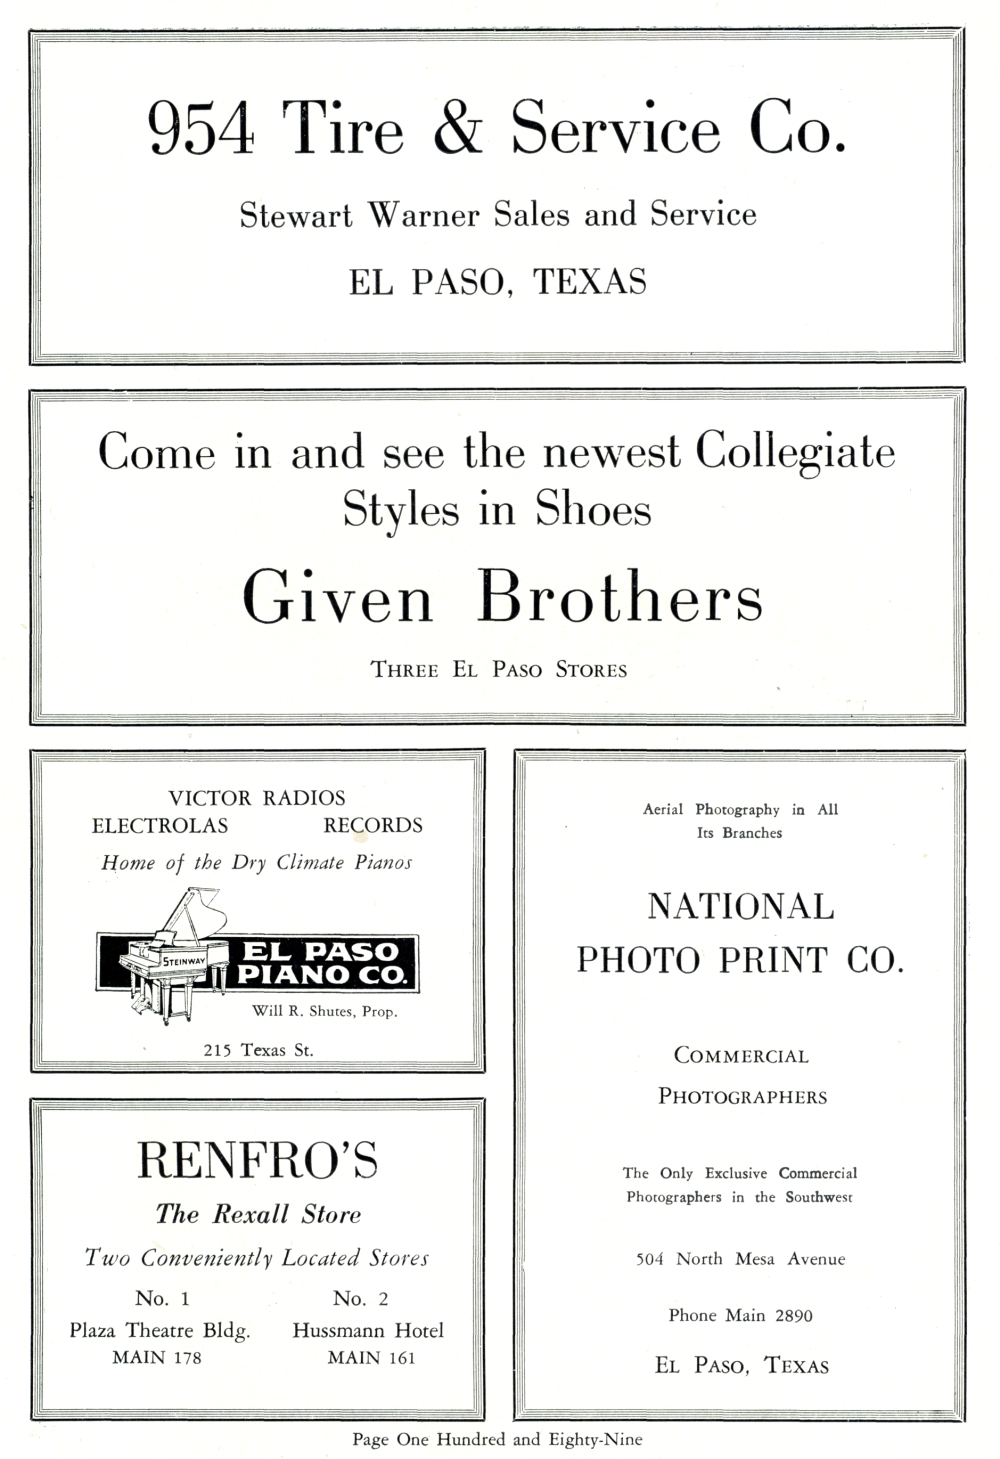 954 Tire & Service Co.
Stewart Warner Sales and Service
EL PASO, TEXAS
Come in and see the newest Collegiate
Styles in Shoes
Given Brothers
THREE EL PASO STORES
VICTOR RADIOS
ELECTROLAS RECORDS
Home of the Dry Climate Pianos
STEINWAY
EL PASO
PIANO CO.
Will R. Shutes, Prop.
215 Texas St.
RENFRO'S
The Rexall Store
Two Conveniently Located Stores
No. 1 No. 2
Plaza Theatre Bldg. Hussmann Hotel
MAIN 178 MAIN 161
Aerial Photography in All
Its Branches
NATIONAL
PHOTO PRINT CO.
COMMERCIAL
PHOTOGRAPHERS
The Only Exclusive Commercial
Photographers in the Southwest
504 North Mesa Avenue
Phone Main 2890
EL PASO, TEXAS
Page One Hundred and Eighty-Nine